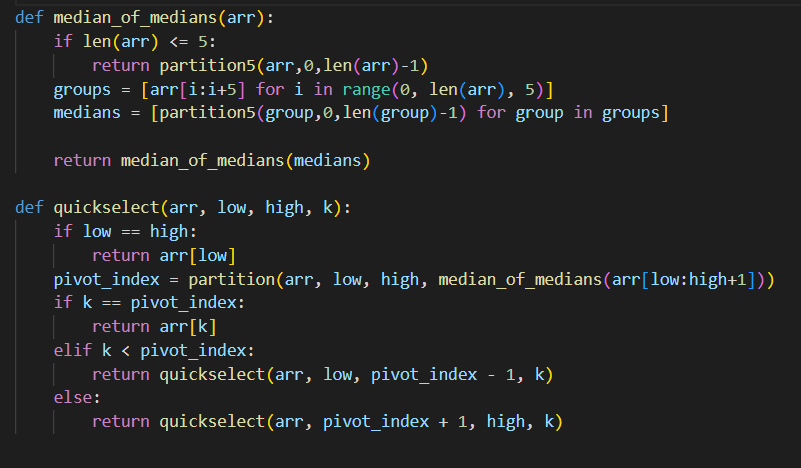 def median_of_medians(arr):
    if len(arr) <= 5:
        return partition5(arr,0,len(arr)-1)
    groups = [arr[i:i+5] for i in range(0, len(arr), 5)]
    medians = [partition5(group,0,len(group)-1) for group in groups]

    return median_of_medians(medians)

def quickselect(arr, low, high, k):
    if low == high:
        return arr[low]
    pivot_index = partition(arr, low, high, median_of_medians(arr[low:high+1]))
    if k == pivot_index:
        return arr[k]
    elif k < pivot_index:
        return quickselect(arr, low, pivot_index - 1, k)
    else:
        return quickselect(arr, pivot_index + 1, high, k)